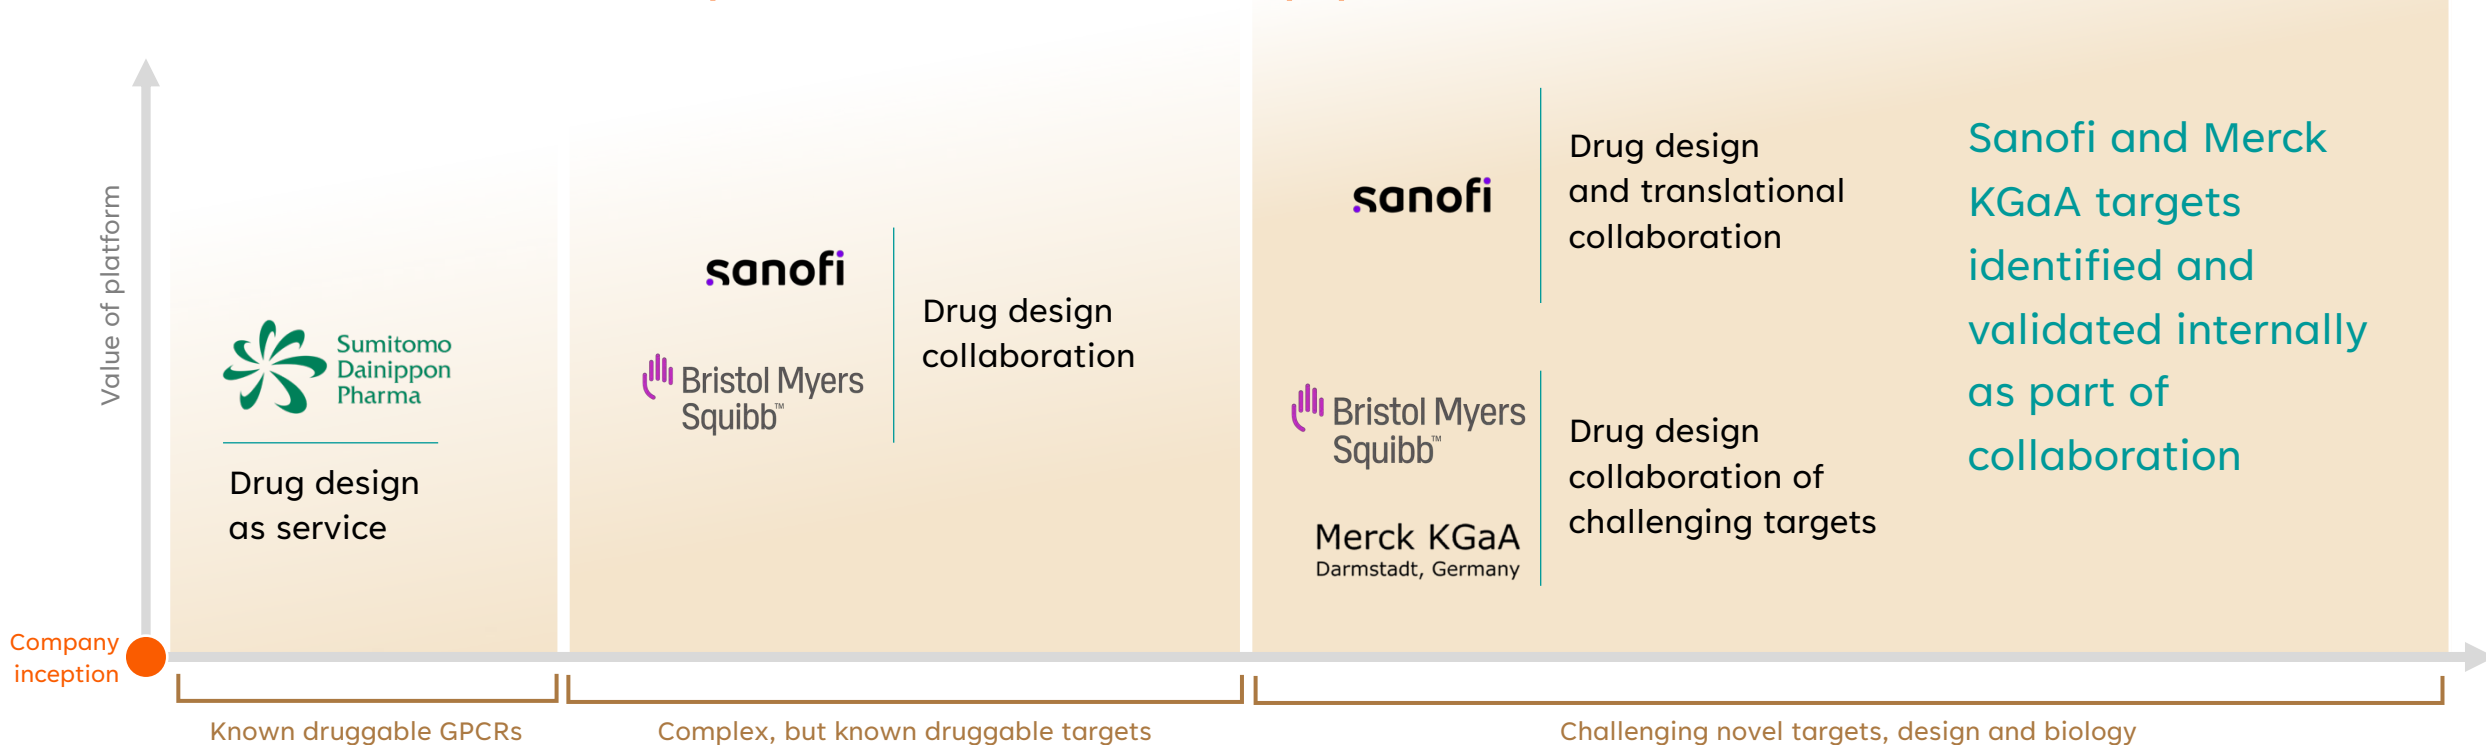 Value of platform
Company
inception
Sumitomo
Dainippon
Pharma
Drug design
as service
sanofi
Bristol Myers
Squibb™
Drug design
collaboration
sanofi
Drug design
and translational
collaboration
Bristol Myers
Squibb™
Merck KGaA
Darmstadt, Germany
Drug design
collaboration of
challenging targets
Sanofi and Merck
KGaA targets
identified and
validated internally
as part of
collaboration
Known druggable GPCRs
Complex, but known druggable targets
Challenging novel targets, design and biology